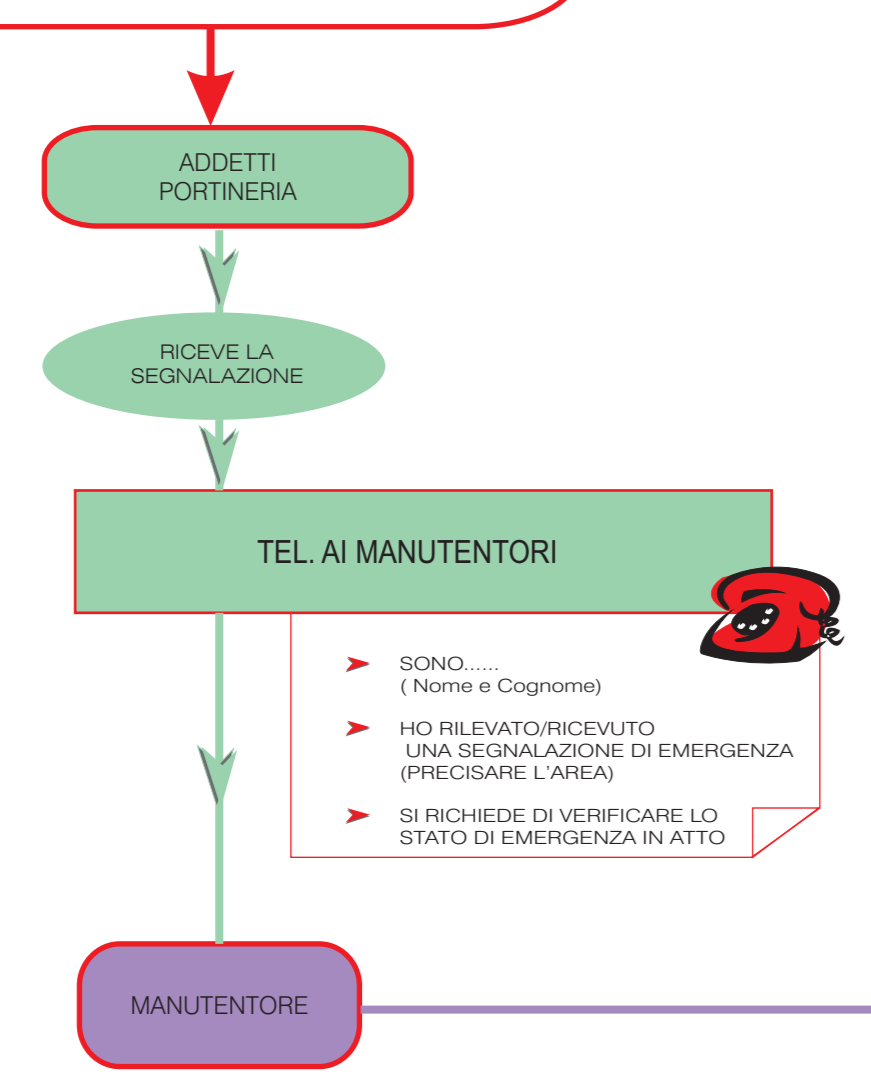 ADDETTI
PORTINERIA
RICEVE LA
SEGNALAZIONE
TEL. AI MANUTENTORI
SONO......
( Nome e Cognome)
HO RILEVATO/RICEVUTO
UNA SEGNALAZIONE DI EMERGENZA
(PRECISARE L'AREA)
SI RICHIEDE DI VERIFICARE LO
STATO DI EMERGENZA IN ATTO
MANUTENTORE